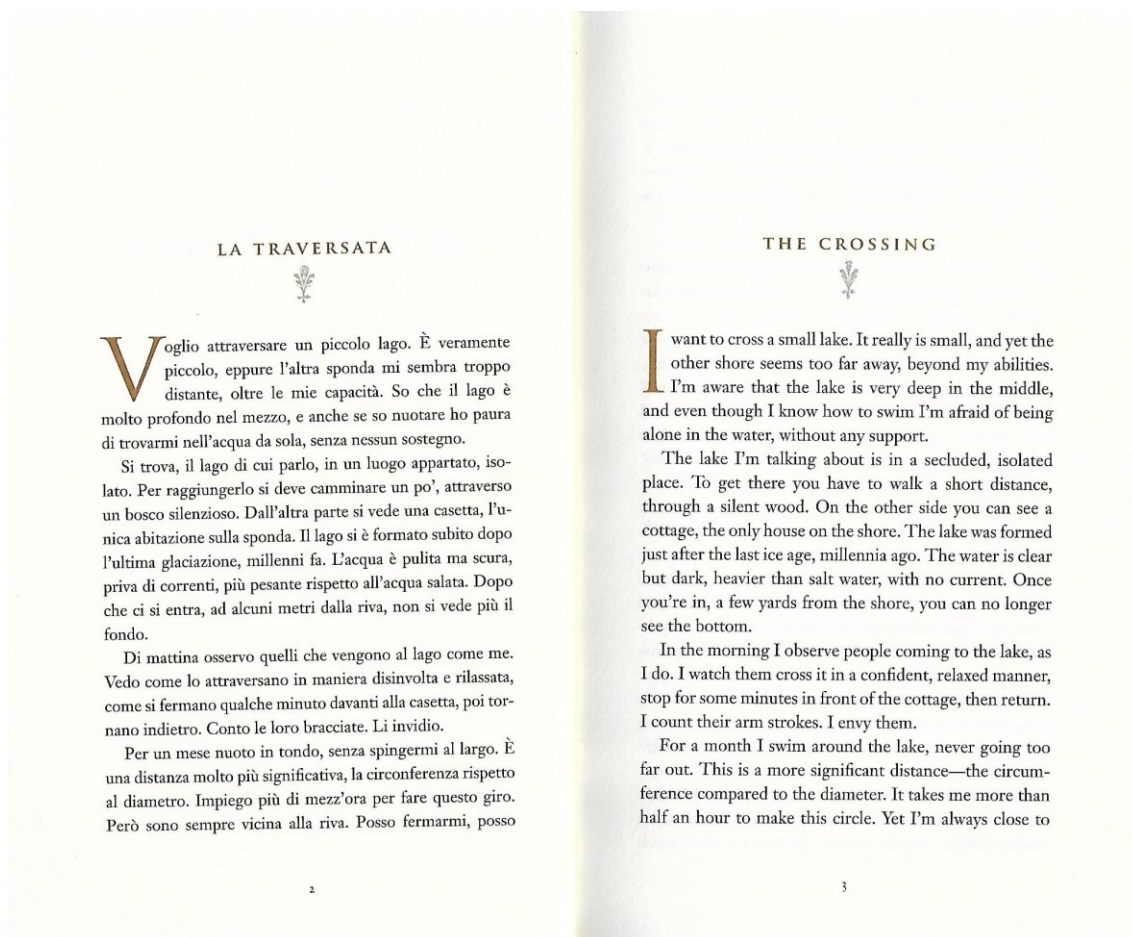 LA TRAVERSATA
Voglio attraversare un piccolo lago. È veramente
piccolo, eppure l'altra sponda mi sembra troppo
distante, oltre le mie capacità. So che il lago è
molto profondo nel mezzo, e anche se so nuotare ho paura
di trovarmi nell'acqua da sola, senza nessun sostegno.
Si trova, il lago di cui parlo, in un luogo appartato, iso-
lato. Per raggiungerlo si deve camminare un po', attraverso
un bosco silenzioso. Dall'altra parte si vede una casetta, l'u-
nica abitazione sulla sponda. Il lago si è formato subito dopo
l'ultima glaciazione, millenni fa. L'acqua è pulita ma scura,
priva di correnti, più pesante rispetto all'acqua salata. Dopo
che ci si entra, ad alcuni metri dalla riva, non si vede più il
fondo.
Di mattina osservo quelli che vengono al lago come me.
Vedo come lo attraversano in maniera disinvolta e rilassata,
come si fermano qualche minuto davanti alla casetta, poi tor-
nano indietro. Conto le loro bracciate. Li invidio.
Per un mese nuoto in tondo, senza spingermi al largo. È
una distanza molto più significativa, la circonferenza rispetto
al diametro. Impiego più di mezz'ora per fare questo giro.
Però sono sempre vicina alla riva. Posso fermarmi, posso
2
THE CROSSING
I want to cross a small lake. It really is small, and yet the
other shore seems too far away, beyond my abilities.
I'm aware that the lake is very deep in the middle,
and even though I know how to swim I'm afraid of being
alone in the water, without any support.
The lake I'm talking about is in a secluded, isolated
place. To get there you have to walk a short distance,
through a silent wood. On the other side you can see a
cottage, the only house on the shore. The lake was formed
just after the last ice age, millennia ago. The water is clear
but dark, heavier than salt water, with no current. Once
you're in, a few yards from the shore, you can no longer
see the bottom.
In the morning I observe people coming to the lake, as
I do. I watch them cross it in a confident, relaxed manner,
stop for some minutes in front of the cottage, then return.
I count their arm strokes. I envy them.
For a month I swim around the lake, never going too
far out. This is a more significant distance—the circum-
ference compared to the diameter. It takes me more than
half an hour to make this circle. Yet I'm always close to
3